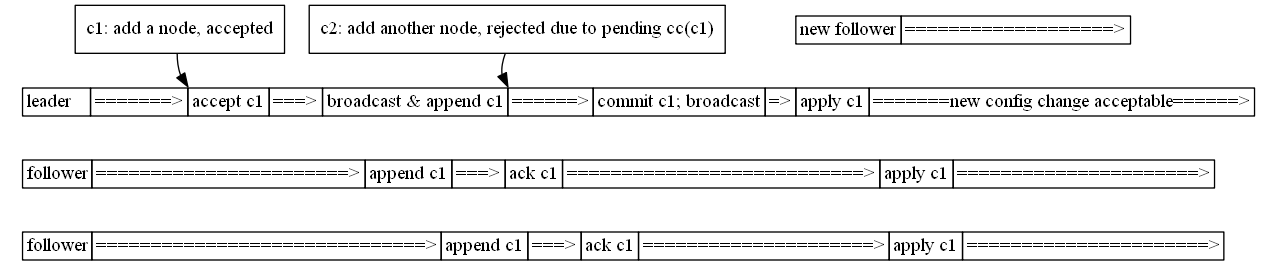 c1: add a node, accepted
c2: add another node, rejected due to pending cc(c1)
new follower ===================>
leader =======> accept c1 ===> broadcast & append c1 ======> commit c1; broadcast => apply c1 =======new config change acceptable======>
follower =======================> append c1 ===> ack c1 ============================> apply c1 ======================>
follower ==============================> append c1 ===> ack c1 =====================> apply c1 ======================>